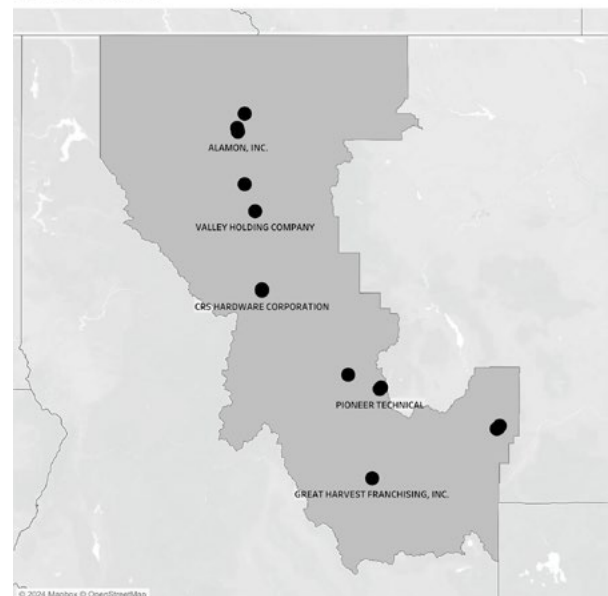 ALAMON, INC.
VALLEY HOLDING COMPANY
CRS HARDWARE CORPORATION
PIONEER TECHNICAL
GREAT HARVEST FRANCHISING, INC.
© 2024 Mapbox © OpenStreetMap